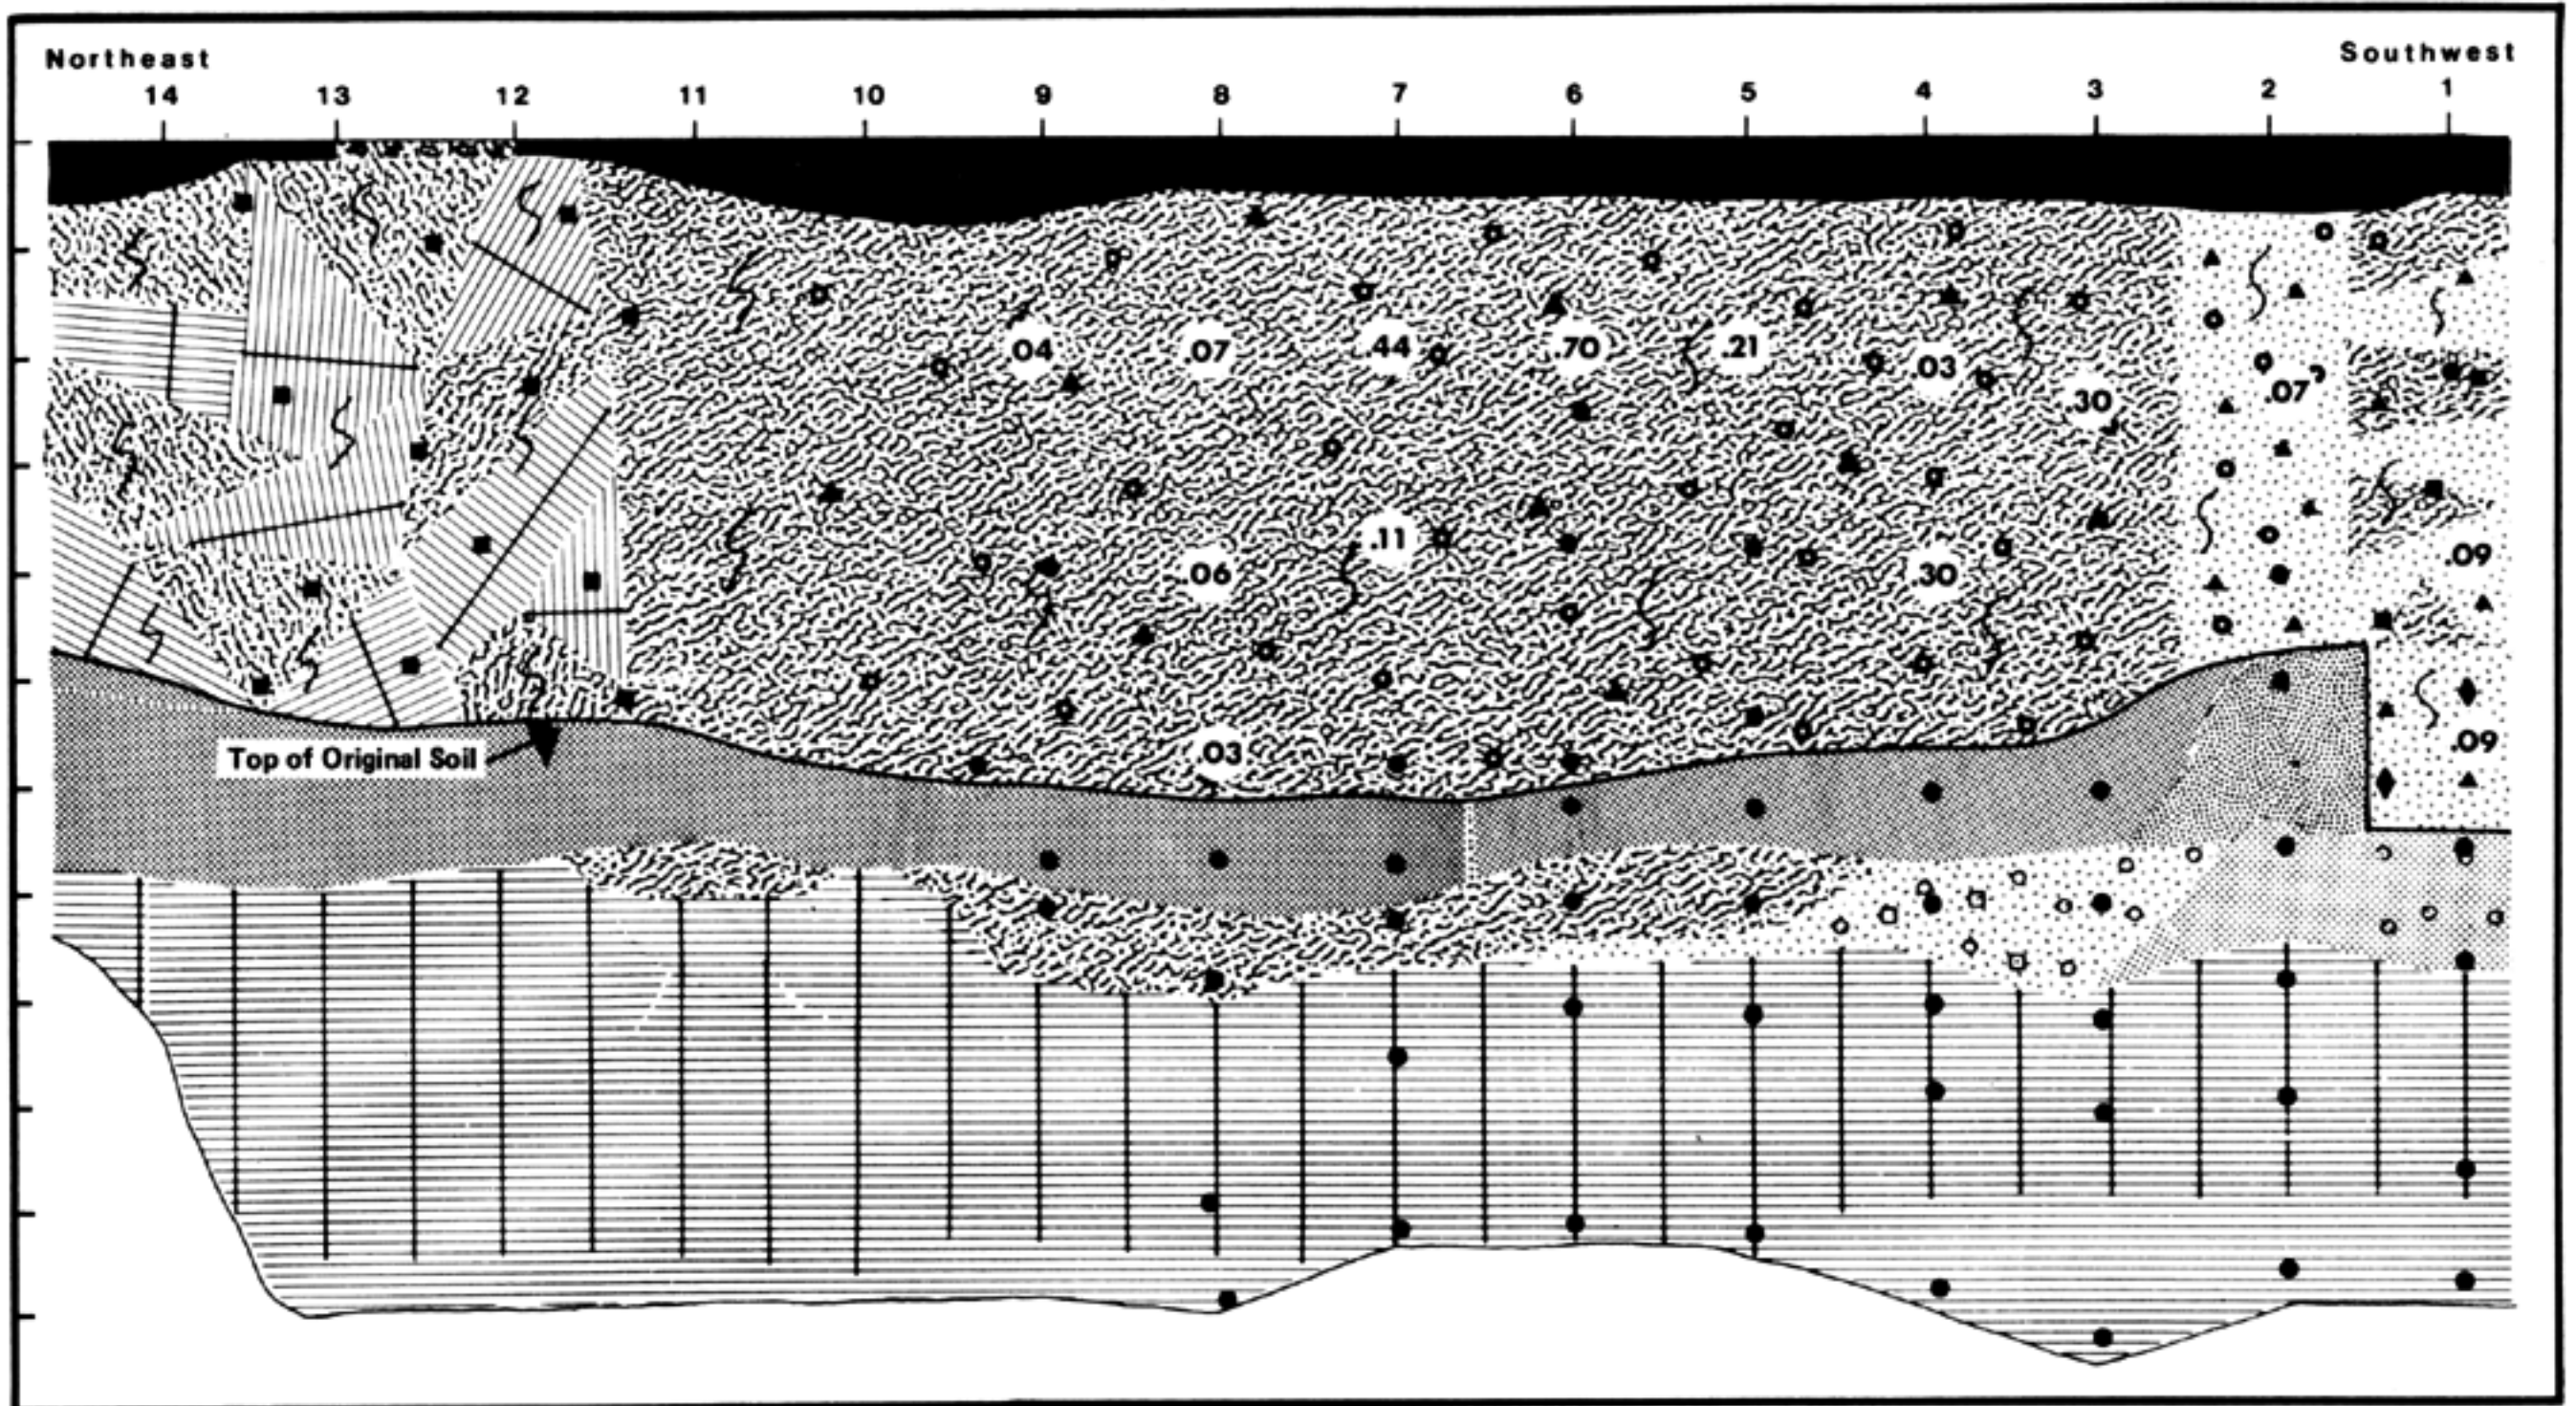 Northeast
Southwest
14 13 12 11 10 9 8 7 6 5 4 3 2 1
.04 .07 .44 .70 .21 .03 .30 .07
.11 .06 .30 .09
Top of Original Soil .03 .09